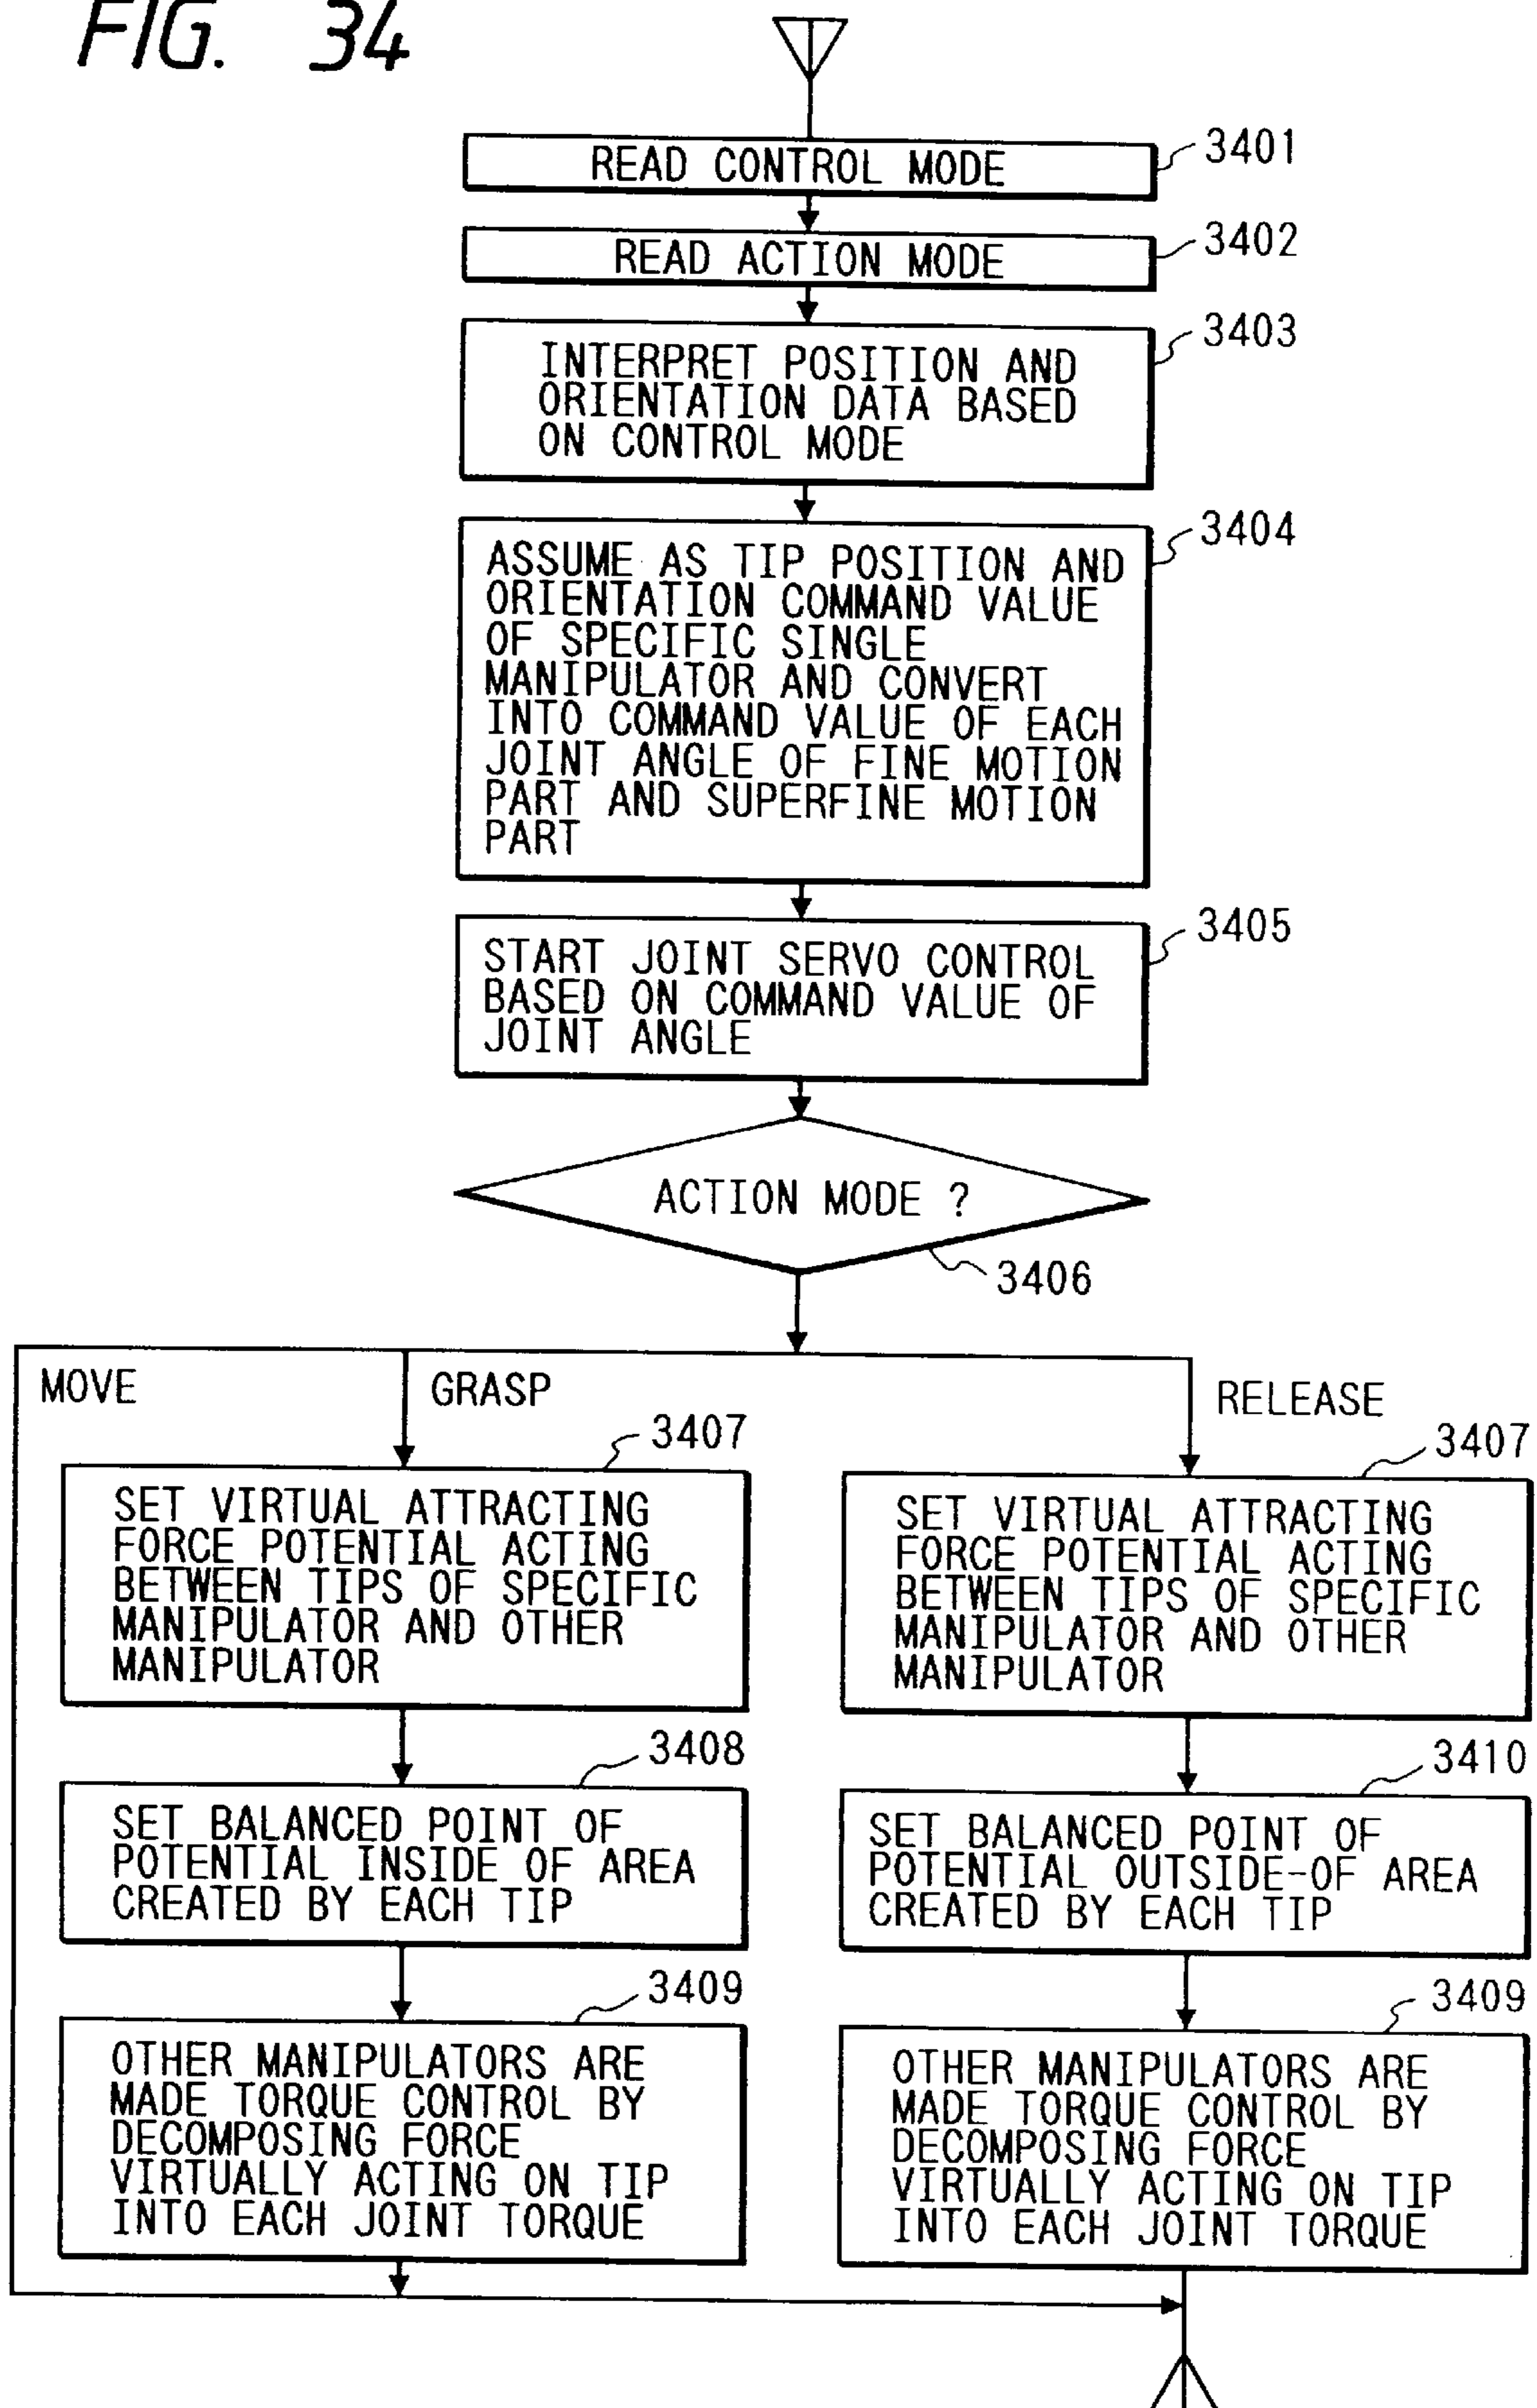 FIG. 34
READ CONTROL MODE
3401
READ ACTION MODE
3402
INTERPRET POSITION AND
ORIENTATION DATA BASED
ON CONTROL MODE
3403
ASSUME AS TIP POSITION AND
ORIENTATION COMMAND VALUE
OF SPECIFIC SINGLE
MANIPULATOR AND CONVERT
INTO COMMAND VALUE OF EACH
JOINT ANGLE OF FINE MOTION
PART AND SUPERFINE MOTION
PART
3404
START JOINT SERVO CONTROL
BASED ON COMMAND VALUE OF
JOINT ANGLE
3405
ACTION MODE ?
3406
MOVE
GRASP
RELEASE
3407
SET VIRTUAL ATTRACTING
FORCE POTENTIAL ACTING
BETWEEN TIPS OF SPECIFIC
MANIPULATOR AND OTHER
MANIPULATOR
3408
SET BALANCED POINT OF
POTENTIAL INSIDE OF AREA
CREATED BY EACH TIP
3409
OTHER MANIPULATORS ARE
MADE TORQUE CONTROL BY
DECOMPOSING FORCE
VIRTUALLY ACTING ON TIP
INTO EACH JOINT TORQUE
3407
SET VIRTUAL ATTRACTING
FORCE POTENTIAL ACTING
BETWEEN TIPS OF SPECIFIC
MANIPULATOR AND OTHER
MANIPULATOR
3410
SET BALANCED POINT OF
POTENTIAL OUTSIDE-OF AREA
CREATED BY EACH TIP
3409
OTHER MANIPULATORS ARE
MADE TORQUE CONTROL BY
DECOMPOSING FORCE
VIRTUALLY ACTING ON TIP
INTO EACH JOINT TORQUE